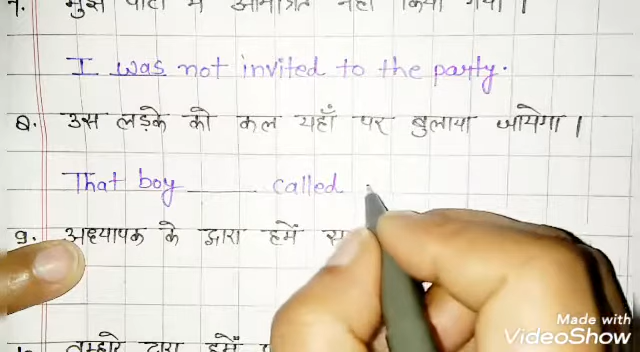 7. मुझे पार्टी में आमंत्रित नहीं किया गया ।
I was not invited to the party.
8. उस लड़के को कल यहाँ पर बुलाया जायेगा ।
That boy ____ called
9. अध्यापक के द्वारा हमें
तुम्हारे द्वारा हमें
Made with
VideoShow